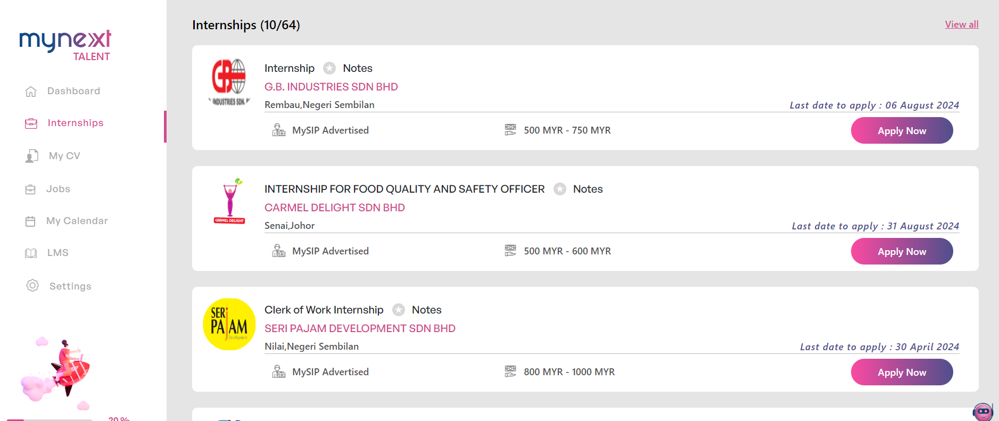 mynext
TALENT
Dashboard
Internships
My CV
Jobs
My Calendar
LMS
Settings
20 %
Internships (10/64)
View all
GB
INDUSTRIES SDN.
Internship Notes
G.B. INDUSTRIES SDN BHD
Rembau,Negeri Sembilan
Last date to apply : 06 August 2024
MySIP Advertised
500 MYR - 750 MYR
Apply Now
CARMEL DELIGHT
INTERNSHIP FOR FOOD QUALITY AND SAFETY OFFICER Notes
CARMEL DELIGHT SDN BHD
Senai,Johor
Last date to apply : 31 August 2024
MySIP Advertised
500 MYR - 600 MYR
Apply Now
SERI
PAJAM
Development
Clerk of Work Internship Notes
SERI PAJAM DEVELOPMENT SDN BHD
Nilai,Negeri Sembilan
Last date to apply : 30 April 2024
MySIP Advertised
800 MYR - 1000 MYR
Apply Now